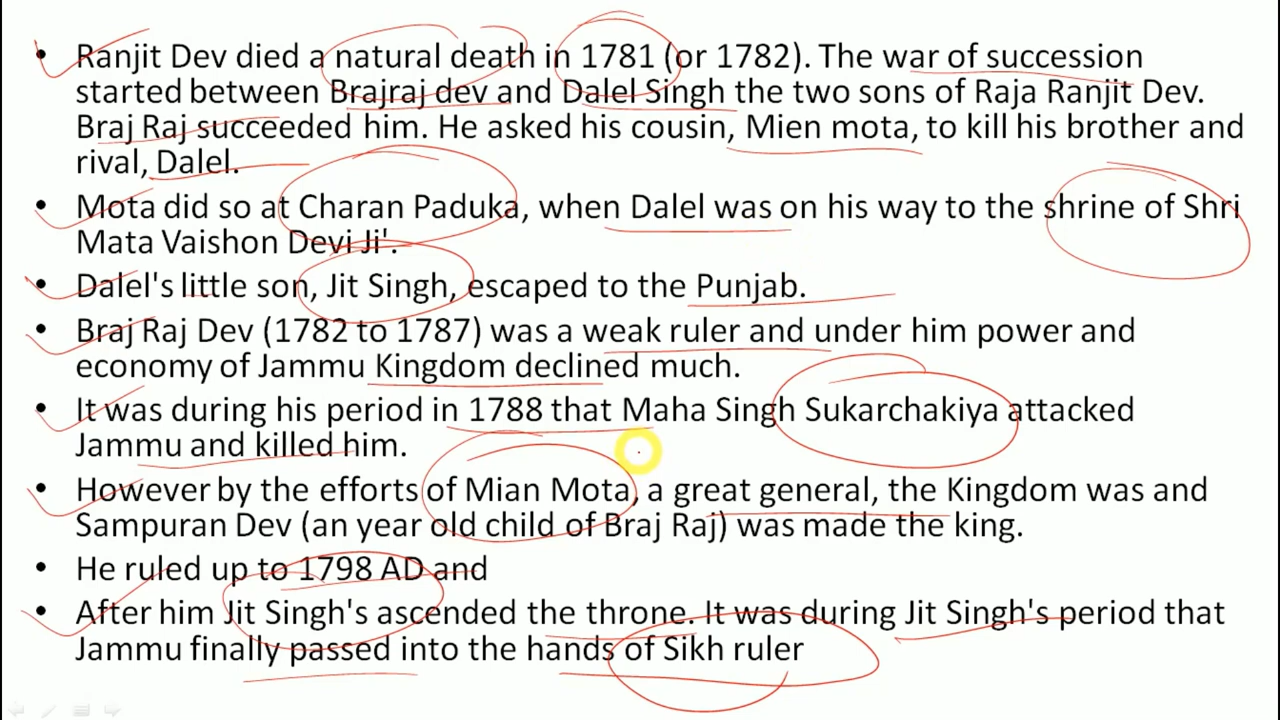 • Ranjit Dev died a natural death in 1781 (or 1782). The war of succession
started between Brajraj dev and Dalel Singh the two sons of Raja Ranjit Dev.
Braj Raj succeeded him. He asked his cousin, Mien mota, to kill his brother and
rival, Dalel.
• Mota did so at Charan Paduka, when Dalel was on his way to the shrine of Shri
Mata Vaishon Devi Ji'.
• Dalel's little son, Jit Singh, escaped to the Punjab.
• Braj Raj Dev (1782 to 1787) was a weak ruler and under him power and
economy of Jammu Kingdom declined much.
• It was during his period in 1788 that Maha Singh Sukarchakiya attacked
Jammu and killed him.
• However by the efforts of Mian Mota, a great general, the Kingdom was and
Sampuran Dev (an year old child of Braj Raj) was made the king.
• He ruled up to 1798 AD and
• After him Jit Singh's ascended the throne. It was during Jit Singh's period that
Jammu finally passed into the hands of Sikh ruler